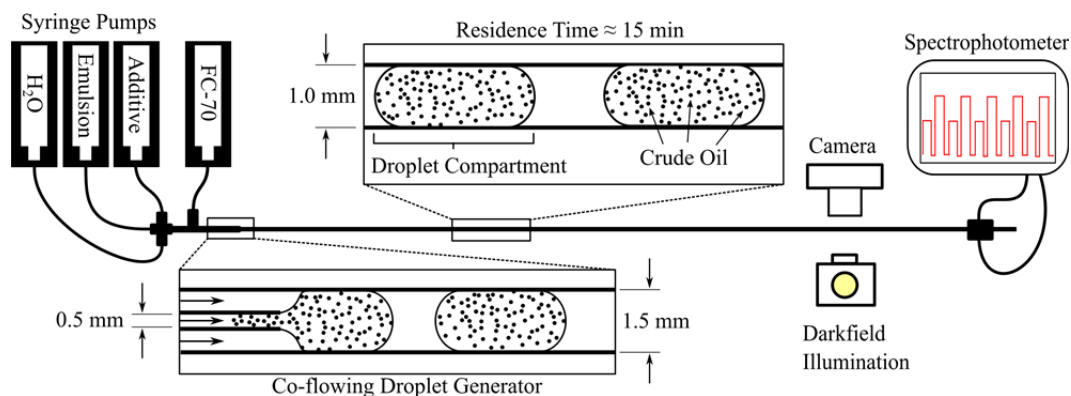 Syringe Pumps
H₂O
Emulsion
Additive
FC-70
Residence Time ≈ 15 min
1.0 mm
Droplet Compartment
Crude Oil
Spectrophotometer
Camera
0.5 mm
1.5 mm
Co-flowing Droplet Generator
Darkfield
Illumination